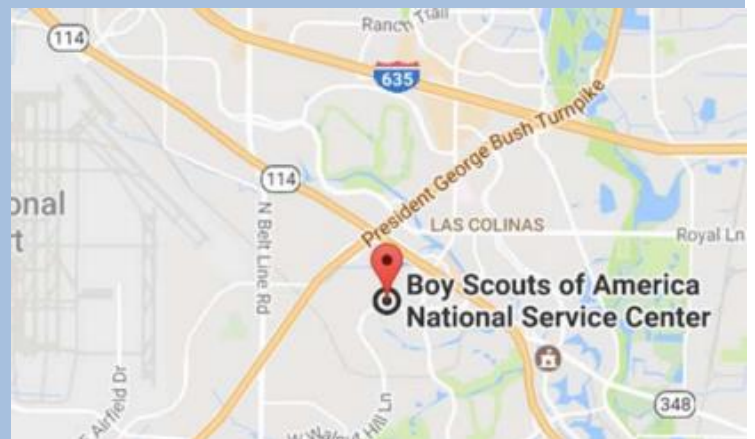 Ranch Trail
114
635
President George Bush Turnpike
114
onal
t
N Belt Line Rd
LAS COLINAS
Royal Ln
Boy Scouts of America
National Service Center
Airfield Dr
Hill Ln
348